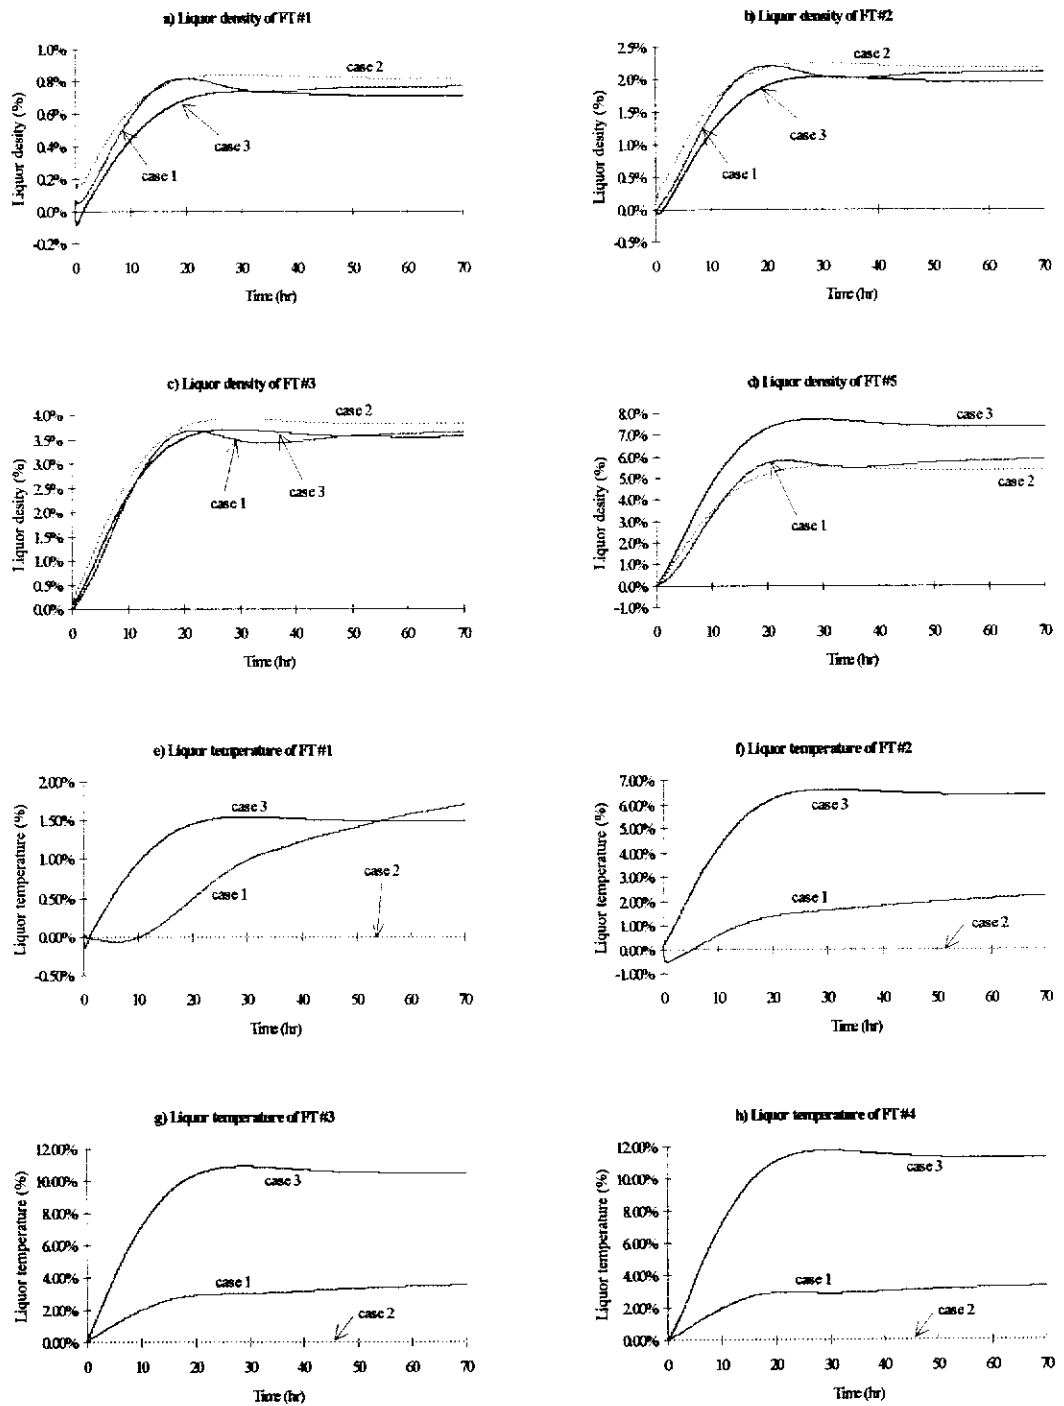 a) Liquor density of FT#1
Liquor desity (%)
1.0%
0.8%
0.6%
0.4%
0.2%
0.0%
-0.2%
case 2
case 3
case 1
0 10 20 30 40 50 60 70
Time (hr)
b) Liquor density of FT#2
Liquor desity (%)
2.5%
2.0%
1.5%
1.0%
0.5%
0.0%
-0.5%
case 2
case 3
case 1
0 10 20 30 40 50 60 70
Time (hr)
c) Liquor density of FT#3
Liquor desity (%)
4.0%
3.5%
3.0%
2.5%
2.0%
1.5%
1.0%
0.5%
0.0%
case 2
case 1
case 3
0 10 20 30 40 50 60 70
Time (hr)
d) Liquor density of FT#5
Liquor desity (%)
8.0%
7.0%
6.0%
5.0%
4.0%
3.0%
2.0%
1.0%
0.0%
-1.0%
case 3
case 2
case 1
0 10 20 30 40 50 60 70
Time (hr)
e) Liquor temperature of FT#1
Liquor temperature (%)
2.00%
1.50%
1.00%
0.50%
0.00%
-0.50%
case 3
case 2
case 1
0 10 20 30 40 50 60 70
Time (hr)
f) Liquor temperature of FT#2
Liquor temperature (%)
7.00%
6.00%
5.00%
4.00%
3.00%
2.00%
1.00%
0.00%
-1.00%
case 3
case 1
case 2
0 10 20 30 40 50 60 70
Time (hr)
g) Liquor temperature of FT#3
Liquor temperature (%)
12.00%
10.00%
8.00%
6.00%
4.00%
2.00%
0.00%
case 3
case 1
case 2
0 10 20 30 40 50 60 70
Time (hr)
h) Liquor temperature of FT#4
Liquor temperature (%)
12.00%
10.00%
8.00%
6.00%
4.00%
2.00%
0.00%
case 3
case 1
case 2
0 10 20 30 40 50 60 70
Time (hr)